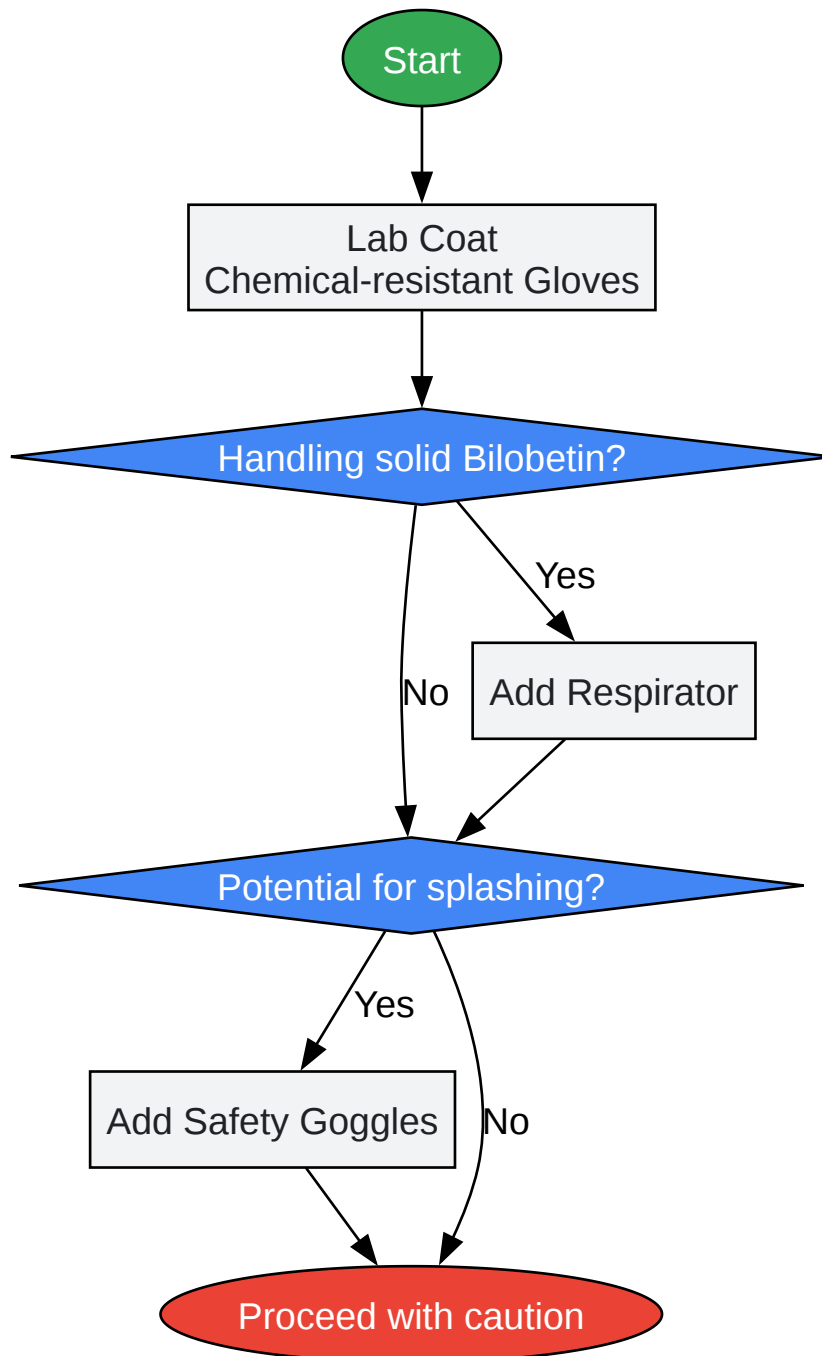 Start
Lab Coat
Chemical-resistant Gloves
Handling solid Bilobetin?
Yes
No
Add Respirator
Potential for splashing?
Yes
Add Safety Goggles
No
Proceed with caution